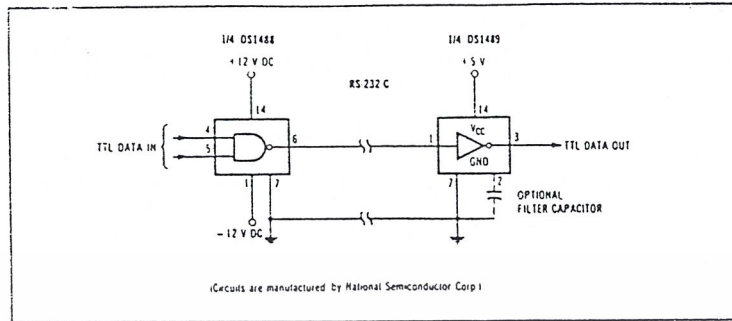 1/4 DS1488
+12 V DC
14
TTL DATA IN
4
5
6
1
7
-12 V DC
RS-232 C
1/4 DS1489
+5 V
14
VCC
1
3
GND
7
2
TTL DATA OUT
OPTIONAL
FILTER CAPACITOR
(Circuits are manufactured by National Semiconductor Corp)